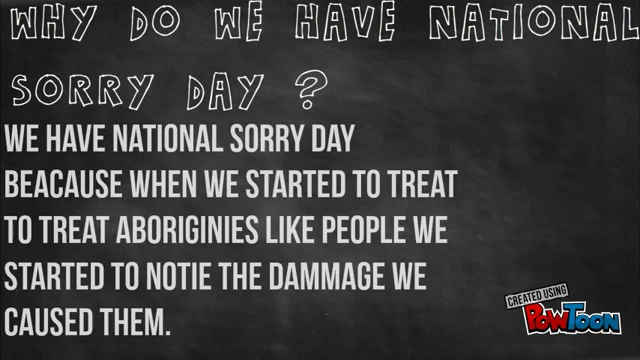 WHY DO WE HAVE NATIONAL
SORRY DAY ?
WE HAVE NATIONAL SORRY DAY
BEACAUSE WHEN WE STARTED TO TREAT
TO TREAT ABORIGINIES LIKE PEOPLE WE
STARTED TO NOTIE THE DAMMAGE WE
CAUSED THEM.
CREATED USING
POWTOON